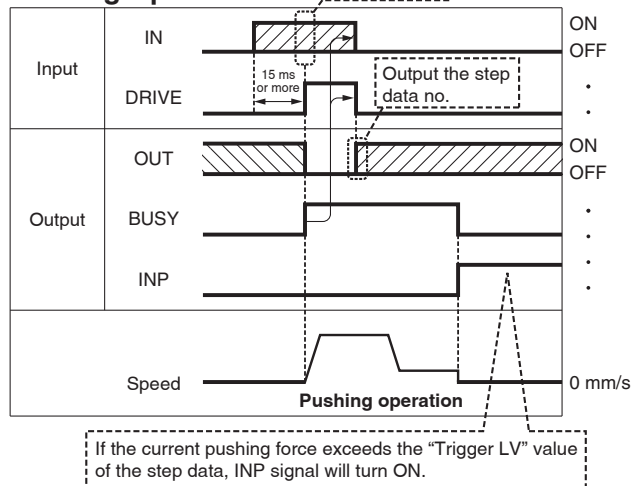 IN
ON
OFF
Input
15 ms
or more
Output the step
data no.
DRIVE
OUT
ON
OFF
Output
BUSY
INP
Speed
0 mm/s
Pushing operation
If the current pushing force exceeds the “Trigger LV” value
of the step data, INP signal will turn ON.